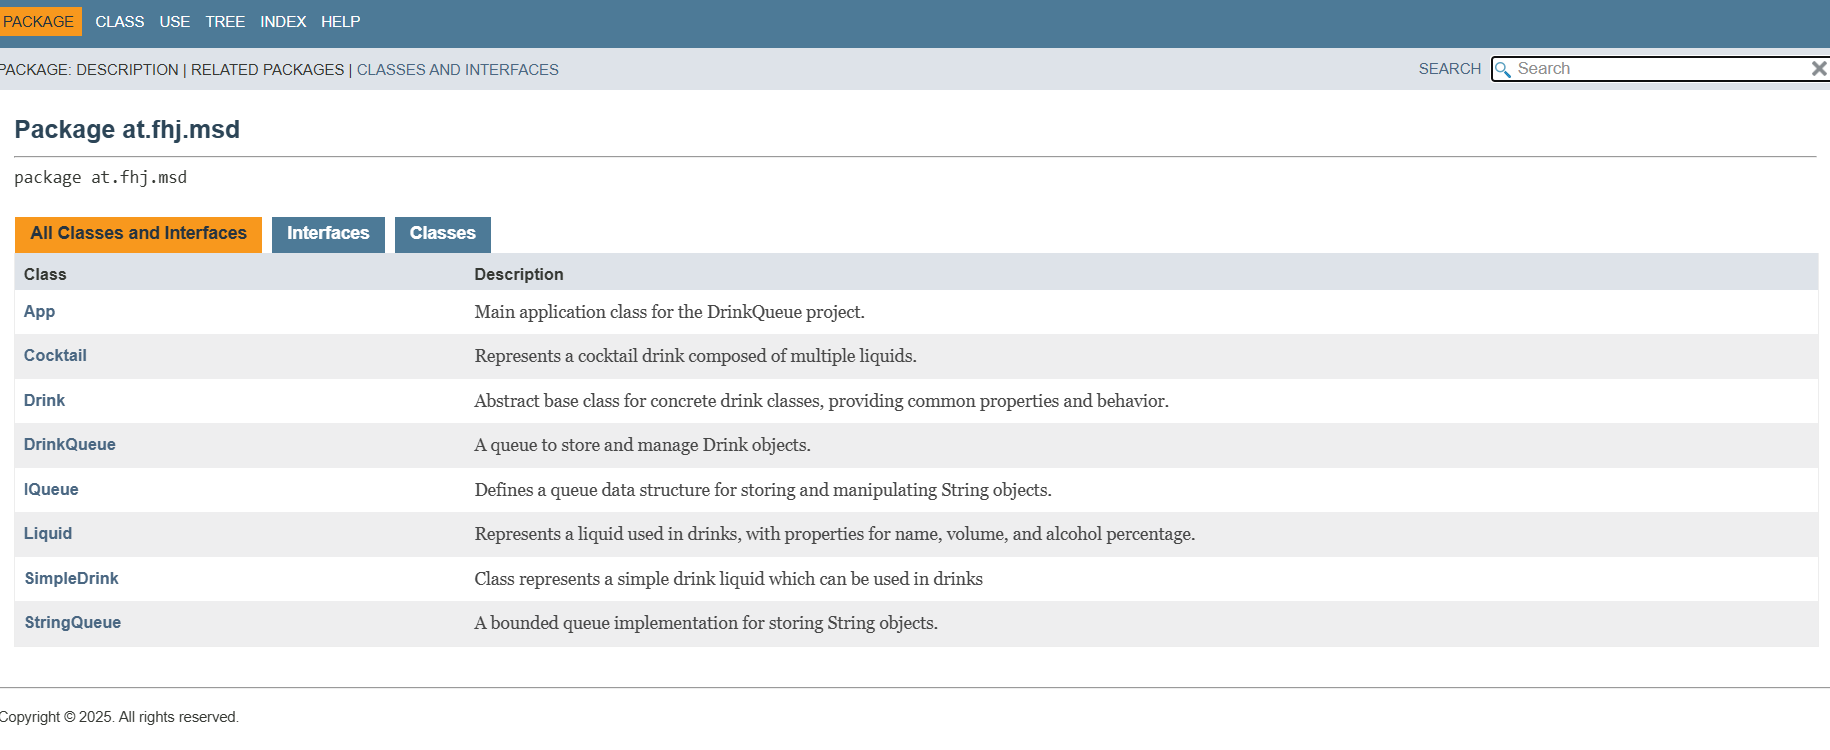 PACKAGE CLASS USE TREE INDEX HELP
PACKAGE: DESCRIPTION | RELATED PACKAGES | CLASSES AND INTERFACES SEARCH Search
Package at.fhj.msd
package at.fhj.msd
All Classes and Interfaces Interfaces Classes
Class Description
App Main application class for the DrinkQueue project.
Cocktail Represents a cocktail drink composed of multiple liquids.
Drink Abstract base class for concrete drink classes, providing common properties and behavior.
DrinkQueue A queue to store and manage Drink objects.
IQueue Defines a queue data structure for storing and manipulating String objects.
Liquid Represents a liquid used in drinks, with properties for name, volume, and alcohol percentage.
SimpleDrink Class represents a simple drink liquid which can be used in drinks
StringQueue A bounded queue implementation for storing String objects.
Copyright © 2025. All rights reserved.